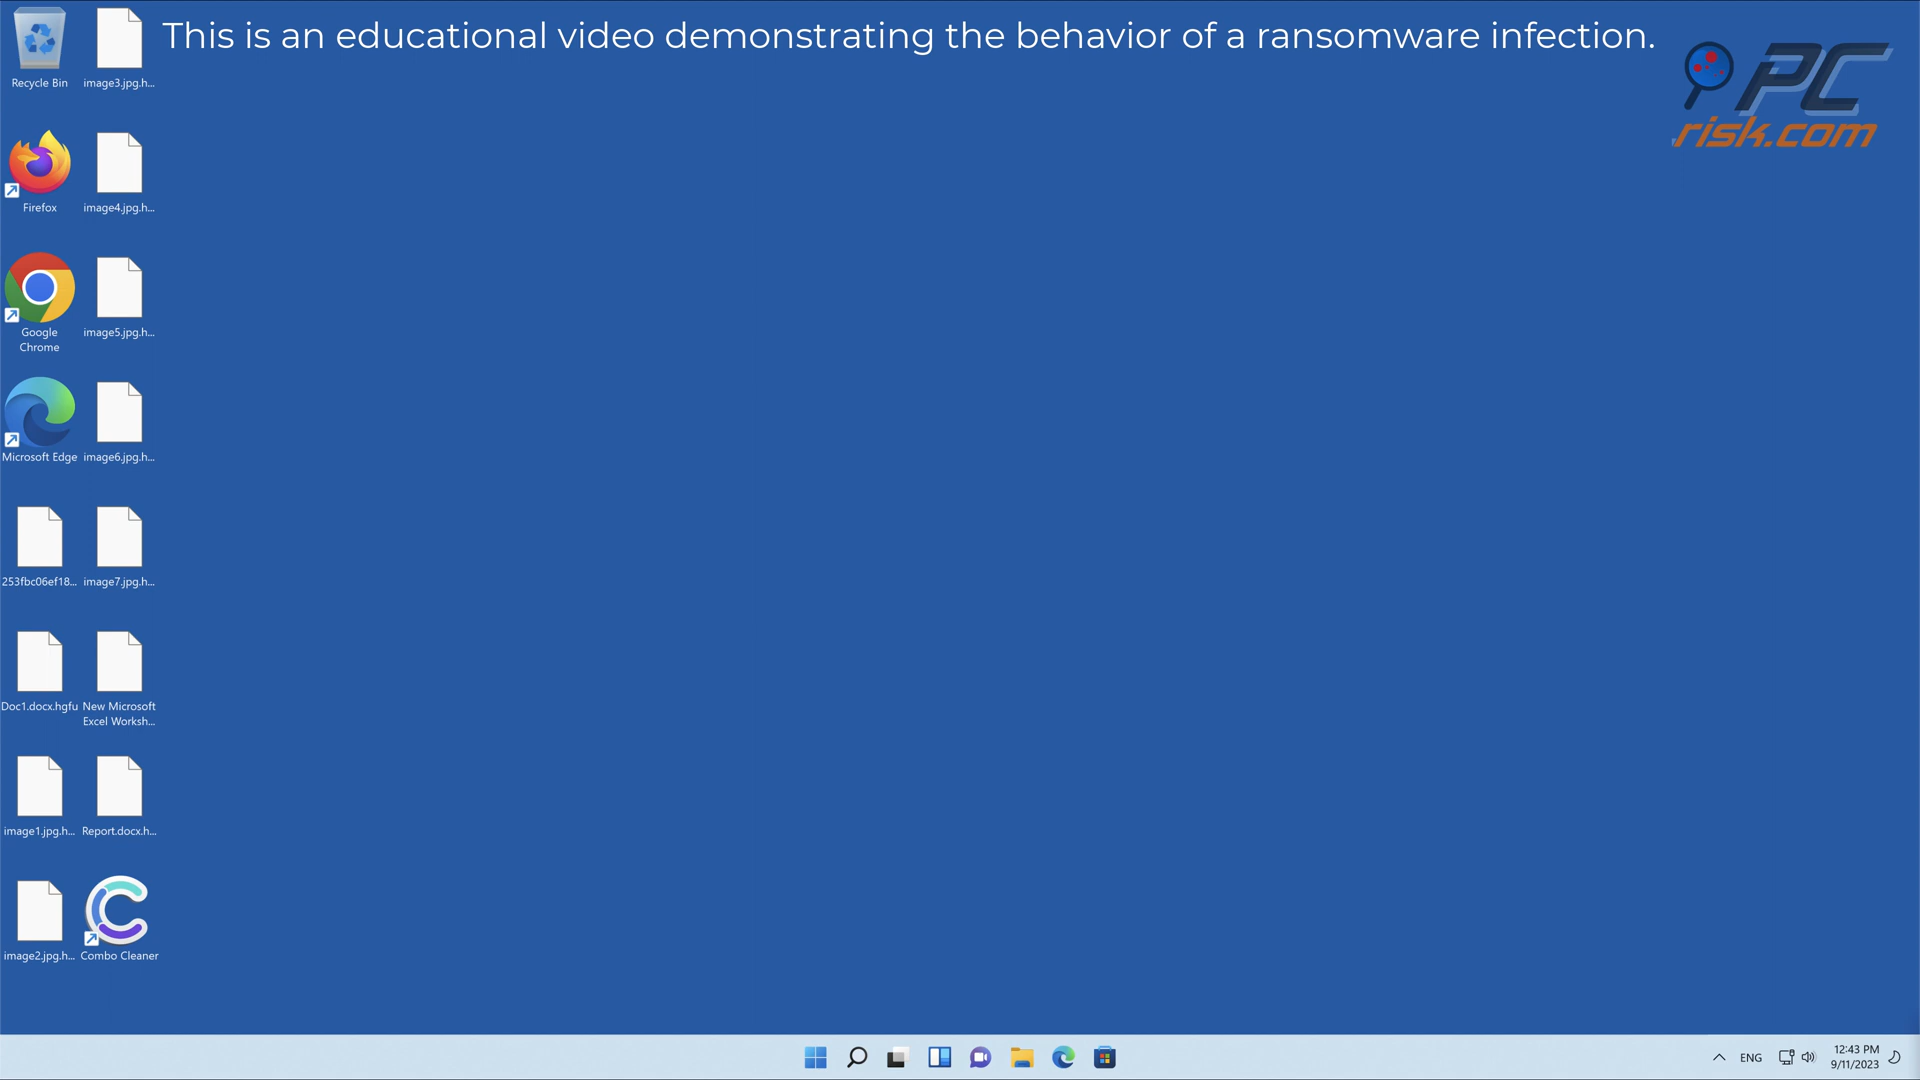 This is an educational video demonstrating the behavior of a ransomware infection.
PC
risk.com
Recycle Bin
image3.jpg.h...
Firefox
image4.jpg.h...
Google
Chrome
image5.jpg.h...
Microsoft Edge
image6.jpg.h...
253fbc06ef18...
image7.jpg.h...
Doc1.docx.hgfu
New Microsoft
Excel Worksh...
image1.jpg.h...
Report.docx.h...
image2.jpg.h...
Combo Cleaner
ENG
12:43 PM
9/11/2023